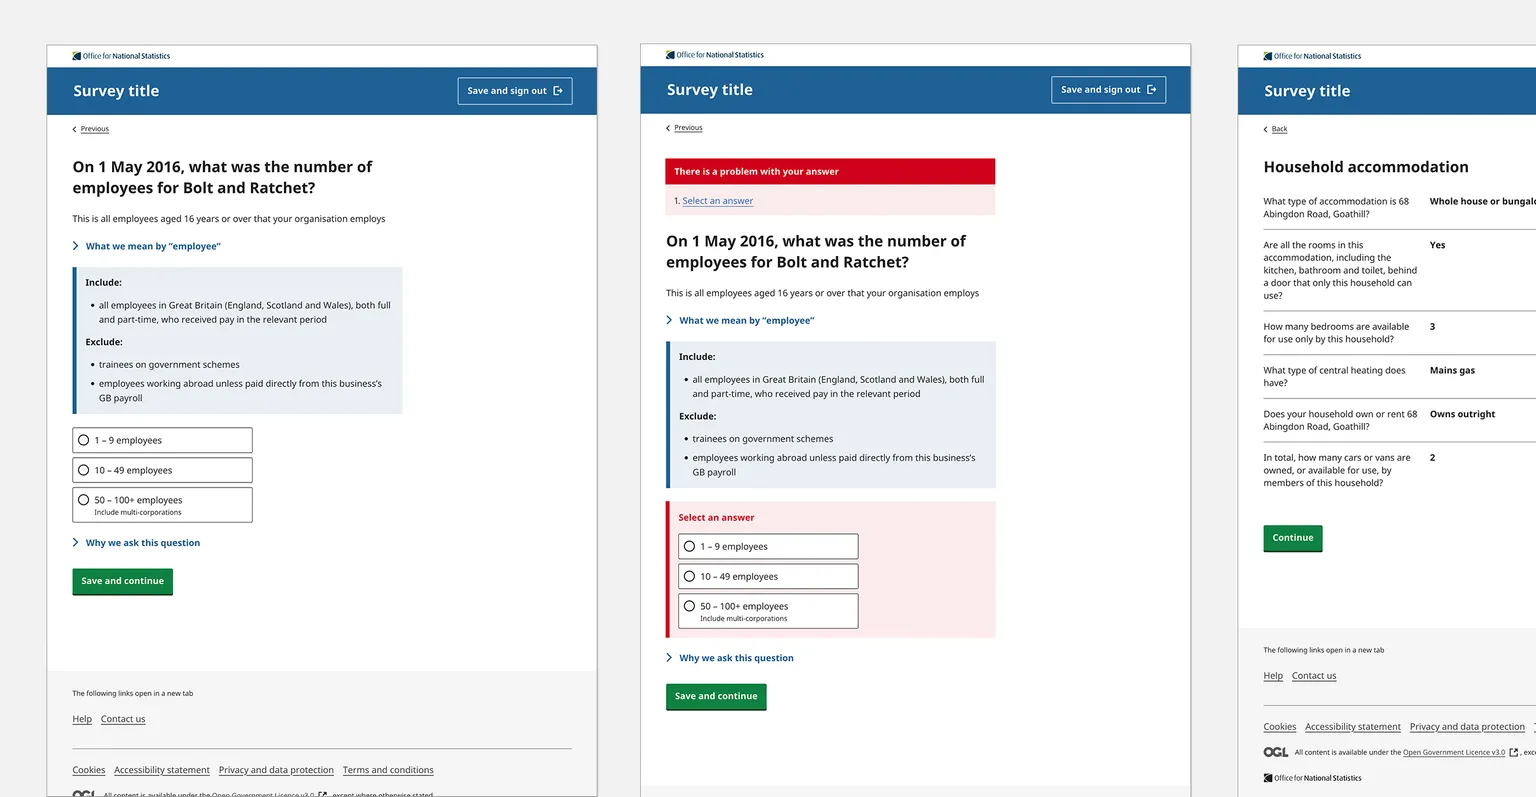 Office for National Statistics
Survey title
Save and sign out
Previous
On 1 May 2016, what was the number of
employees for Bolt and Ratchet?
This is all employees aged 16 years or over that your organisation employs
What we mean by “employee”
Include:
• all employees in Great Britain (England, Scotland and Wales), both full
and part-time, who received pay in the relevant period
Exclude:
• trainees on government schemes
• employees working abroad unless paid directly from this business’s
GB payroll
1 – 9 employees
10 – 49 employees
50 – 100+ employees
Include multi-corporations
Why we ask this question
Save and continue
The following links open in a new tab
Help Contact us
Cookies Accessibility statement Privacy and data protection Terms and conditions
OGL All content is available under the Open Government Licence v3.0 , except where otherwise stated
Office for National Statistics
Survey title
Save and sign out
Previous
There is a problem with your answer
1. Select an answer
On 1 May 2016, what was the number of
employees for Bolt and Ratchet?
This is all employees aged 16 years or over that your organisation employs
What we mean by “employee”
Include:
• all employees in Great Britain (England, Scotland and Wales), both full
and part-time, who received pay in the relevant period
Exclude:
• trainees on government schemes
• employees working abroad unless paid directly from this business’s
GB payroll
Select an answer
1 – 9 employees
10 – 49 employees
50 – 100+ employees
Include multi-corporations
Why we ask this question
Save and continue
Office for National Statistics
Survey title
Back
Household accommodation
What type of accommodation is 68
Abingdon Road, Goathill?
Whole house or bungalo
Are all the rooms in this
accommodation, including the
kitchen, bathroom and toilet, behind
a door that only this household can
use?
Yes
How many bedrooms are available
for use only by this household?
3
What type of central heating does
have?
Mains gas
Does your household own or rent 68
Abingdon Road, Goathill?
Owns outright
In total, how many cars or vans are
owned, or available for use, by
members of this household?
2
Continue
The following links open in a new tab
Help Contact us
Cookies Accessibility statement Privacy and data protection
OGL All content is available under the Open Government Licence v3.0 , exc
Office for National Statistics